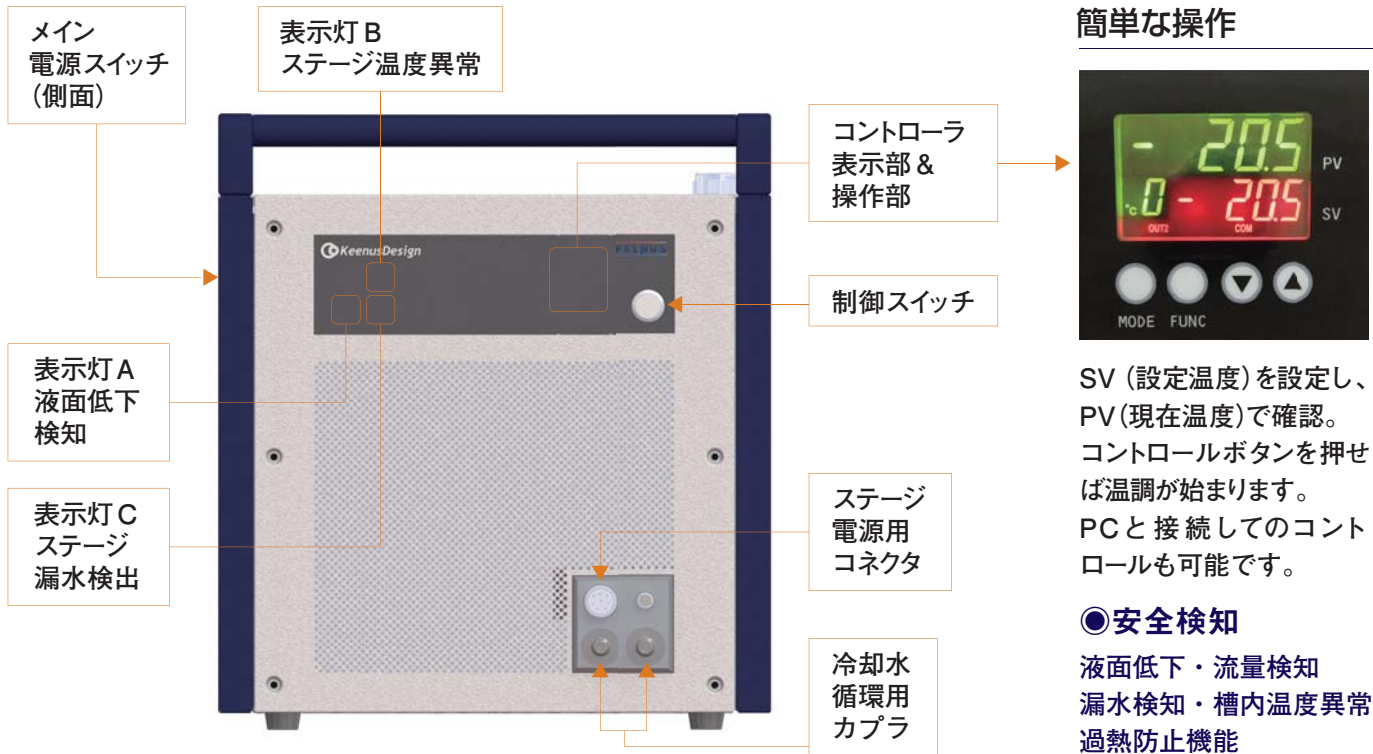 メイン
電源スイッチ
(側面)
表示灯B
ステージ温度異常
コントローラ
表示部&
操作部
KeenusDesign
PELNUS
制御スイッチ
表示灯A
液面低下
検知
表示灯C
ステージ
漏水検出
ステージ
電源用
コネクタ
冷却水
循環用
カプラ
簡単な操作
- 20.5 PV
°C 0 - 20.5 SV
OUT2 COM
MODE FUNC
SV(設定温度)を設定し、
PV(現在温度)で確認。
コントロールボタンを押せ
ば温調が始まります。
PCと接続してのコント
ロールも可能です。
◉安全検知
液面低下・流量検知
漏水検知・槽内温度異常
過熱防止機能